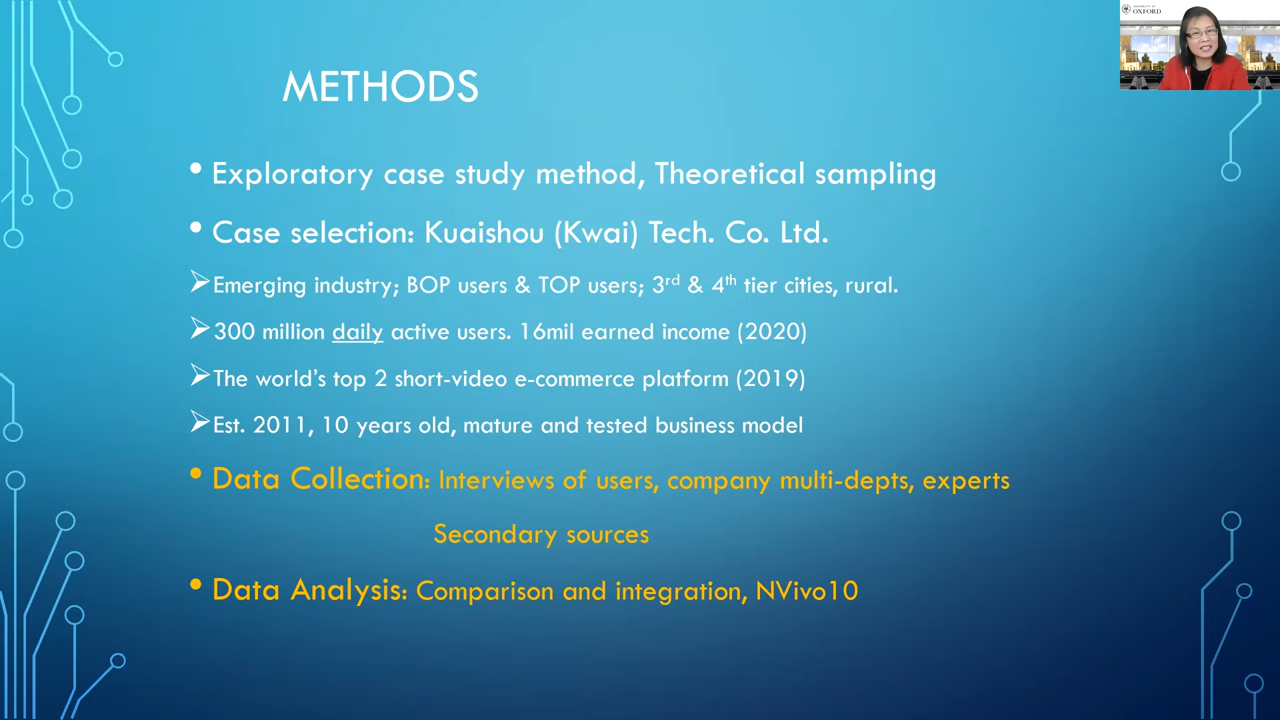 UNIVERSITY OF
OXFORD
METHODS
• Exploratory case study method, Theoretical sampling
• Case selection: Kuaishou (Kwai) Tech. Co. Ltd.
➢Emerging industry; BOP users & TOP users; 3rd & 4th tier cities, rural.
➢300 million daily active users. 16mil earned income (2020)
➢The world's top 2 short-video e-commerce platform (2019)
➢Est. 2011, 10 years old, mature and tested business model
• Data Collection: Interviews of users, company multi-depts, experts
Secondary sources
• Data Analysis: Comparison and integration, NVivo10